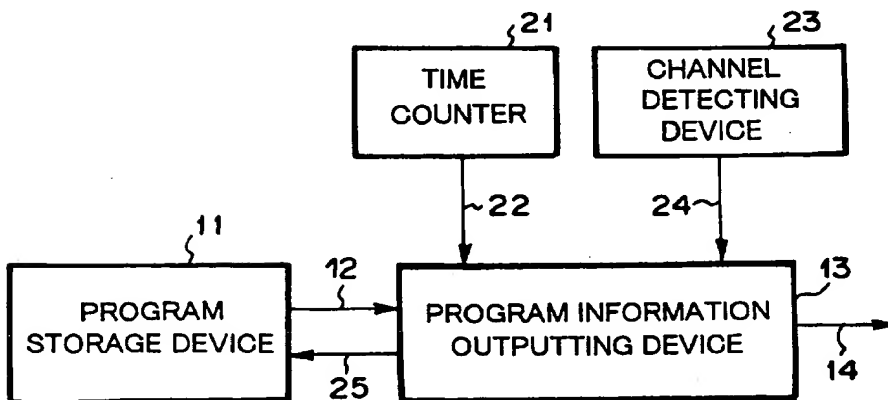 21
TIME
COUNTER
23
CHANNEL
DETECTING
DEVICE
22
24
11
PROGRAM
STORAGE DEVICE
12
25
13
PROGRAM INFORMATION
OUTPUTTING DEVICE
14